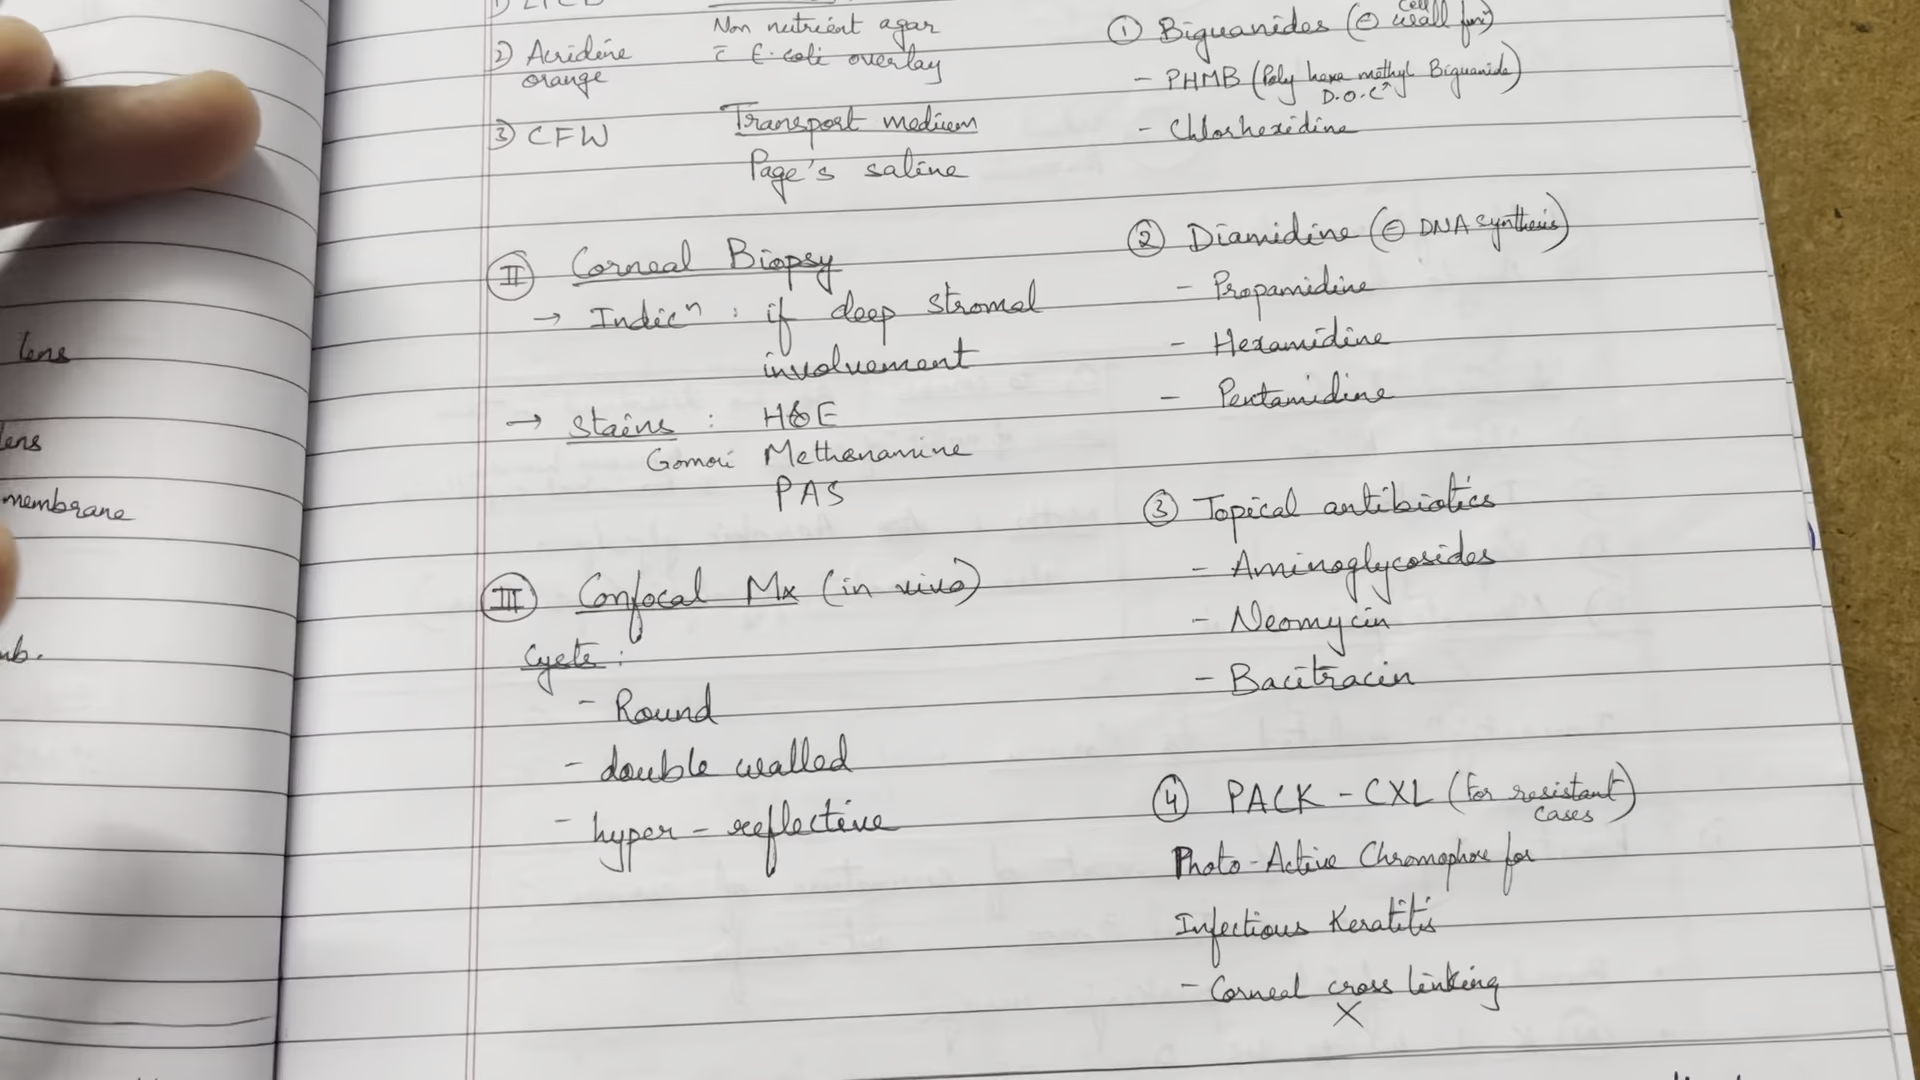 2) Acridine
orange
3) CFW
Non nutrient agar
c̄ E. coli overlay
Transport medium
Page's saline
II Corneal Biopsy
→ Indicⁿ : if deep stromal
involvement
→ Stains : H&E
Gomori Methenamine
PAS
III Confocal Mx (in vivo)
Cysts :
- Round
- double walled
- hyper - reflective
① Biguanides (⊖ cell wall funⁿ)
- PHMB (Poly hexa methyl Biguanide)
D.O.C
- Chlorhexidine
② Diamidine (⊖ DNA synthesis)
- Propamidine
- Hexamidine
- Pentamidine
③ Topical antibiotics
- Aminoglycosides
- Neomycin
- Bacitracin
④ PACK - CXL (For resistant
cases)
Photo-Active Chromophore for
Infectious Keratitis
- Corneal cross linking
X
lens
lens
membrane